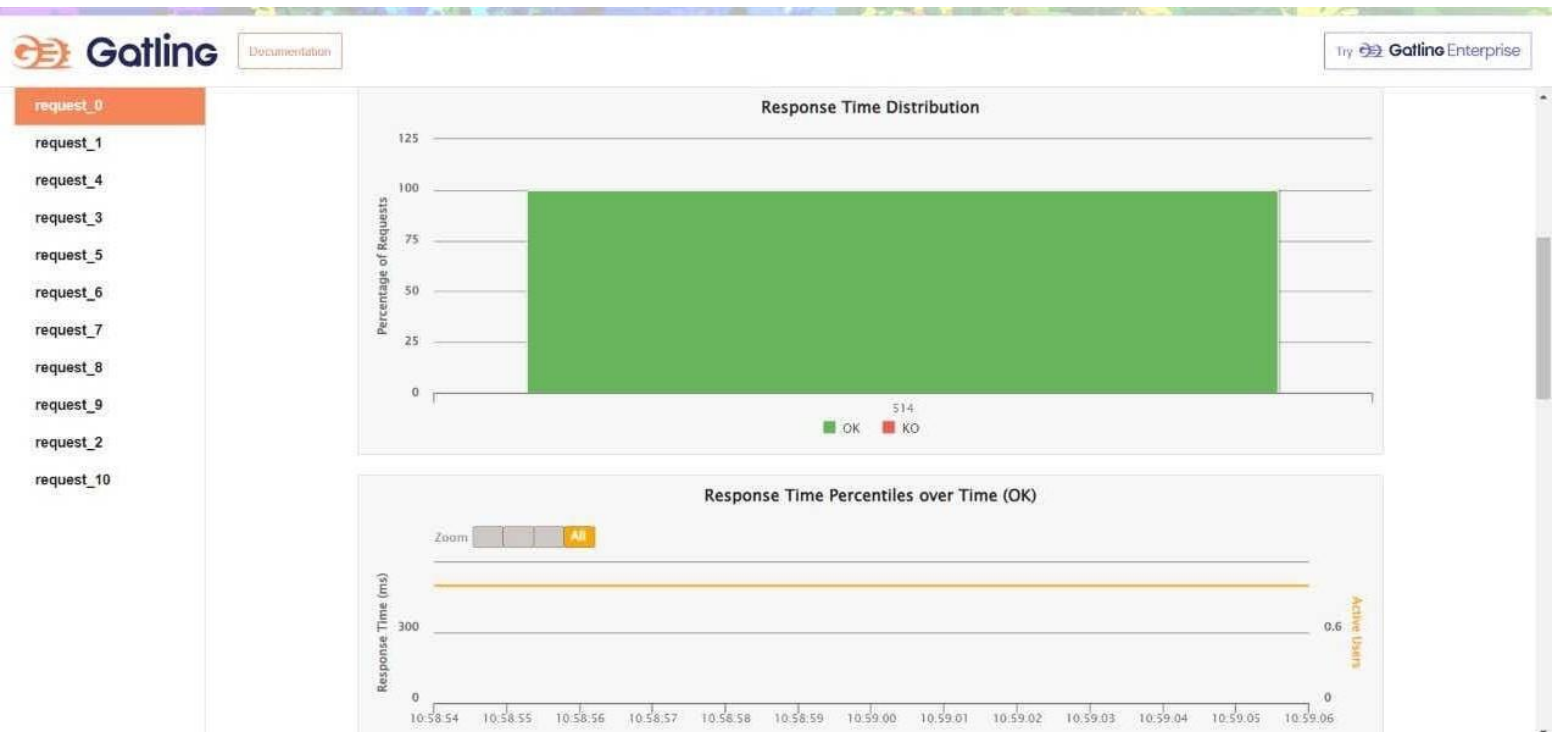 Gatling
Documentation
Try Gatling Enterprise
request_0
request_1
request_4
request_3
request_5
request_6
request_7
request_8
request_9
request_2
request_10
Response Time Distribution
Percentage of Requests
125
100
75
50
25
0
514
OK KO
Response Time Percentiles over Time (OK)
Zoom All
Response Time (ms)
300
0
Active Users
0.6
0
10:58:54 10:58:55 10:58:56 10:58:57 10:58:58 10:58:59 10:59:00 10:59:01 10:59:02 10:59:03 10:59:04 10:59:05 10:59:06